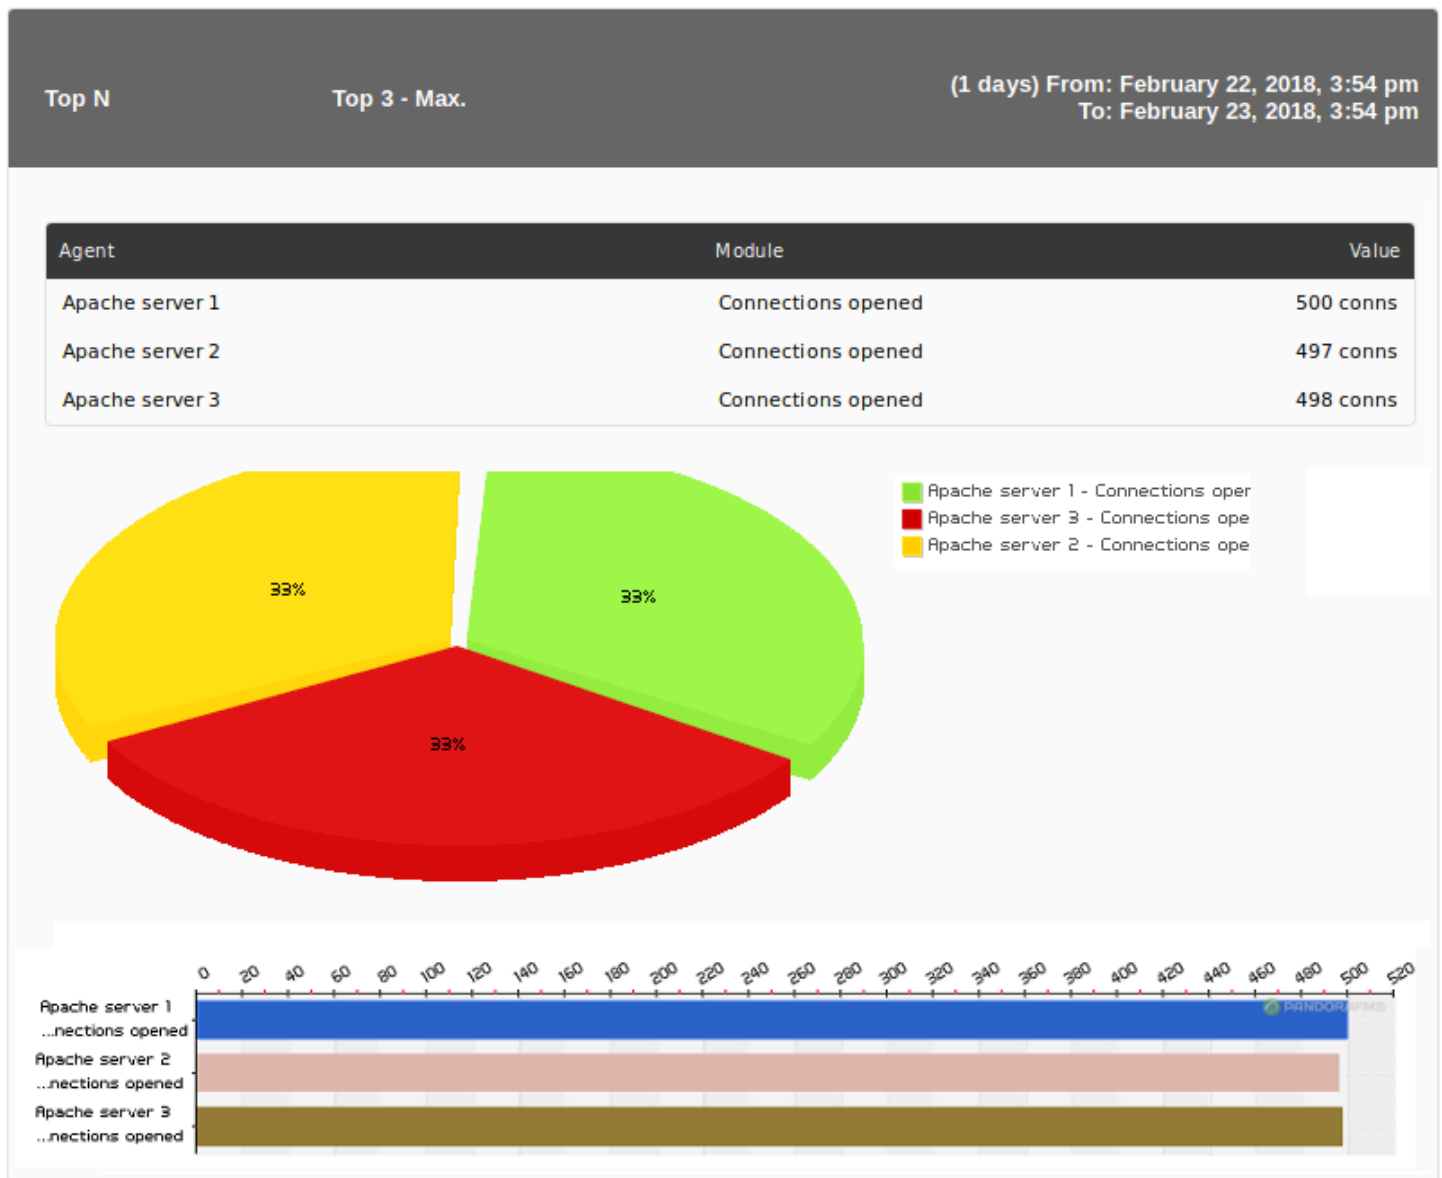 Top N
Top 3 - Max.
(1 days) From: February 22, 2018, 3:54 pm
To: February 23, 2018, 3:54 pm
Agent Module Value
Apache server 1 Connections opened 500 conns
Apache server 2 Connections opened 497 conns
Apache server 3 Connections opened 498 conns
33%
33%
33%
Apache server 1 - Connections oper
Apache server 3 - Connections ope
Apache server 2 - Connections ope
0 20 40 60 80 100 120 140 160 180 200 220 240 260 280 300 320 340 360 380 400 420 440 460 480 500 520
Apache server 1
...nections opened
Apache server 2
...nections opened
Apache server 3
...nections opened
PANDORAFMS